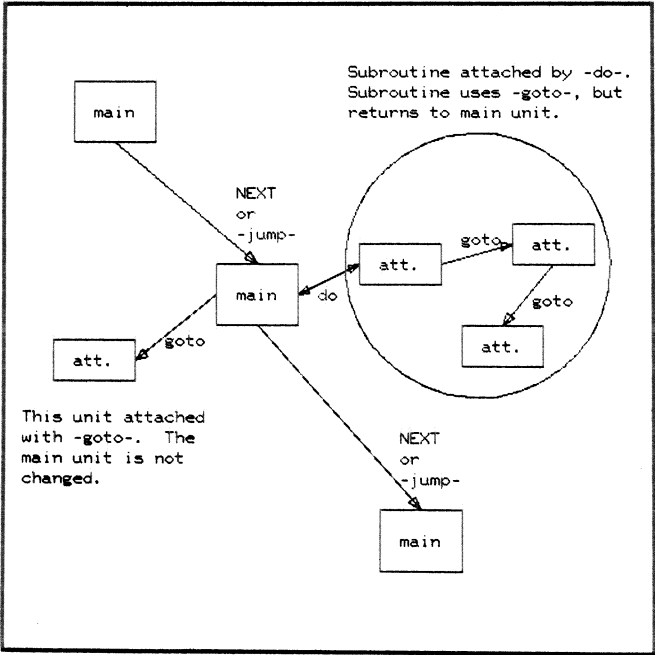 Subroutine attached by -do-.
Subroutine uses -goto-, but
returns to main unit.
main
NEXT
or
-jump-
goto
att.
att.
main
do
goto
goto
att.
att.
This unit attached
with -goto-. The
main unit is not
changed.
NEXT
or
-jump-
main